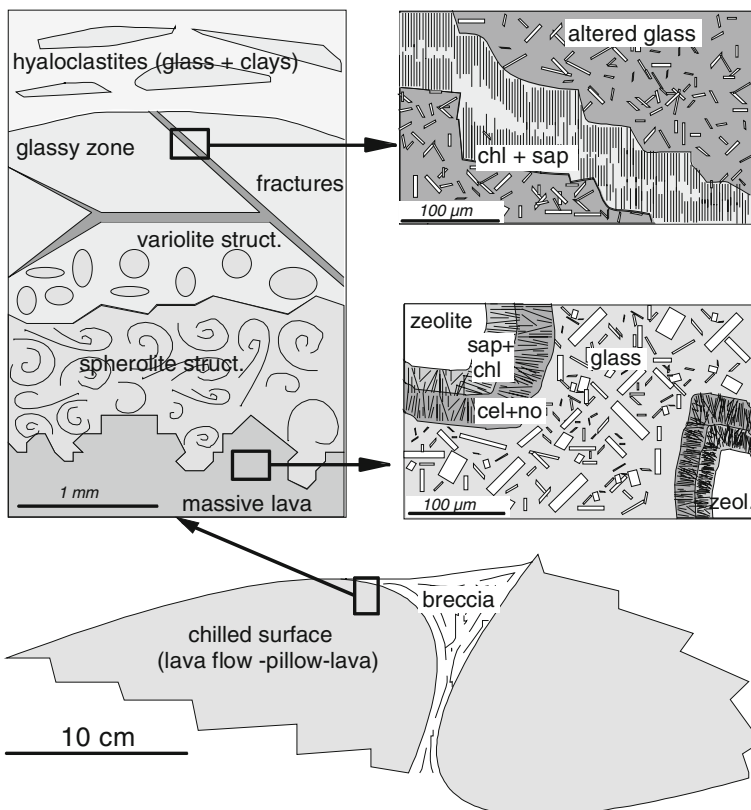 hyaloclastites (glass + clays)
glassy zone
fractures
variolite struct.
spherolite struct.
1 mm
massive lava
altered glass
chl + sap
100 µm
zeolite
sap+
chl
glass
cel+no
100 µm
zeol.
breccia
chilled surface
(lava flow -pillow-lava)
10 cm